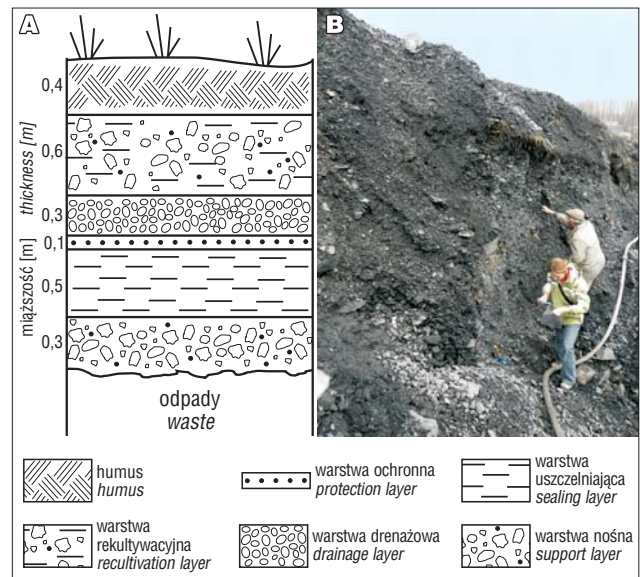 A
B
miąższość [m]
thickness [m]
0,4
0,6
0,3
0,1
0,5
0,3
odpady
waste
humus
humus
warstwa ochronna
protection layer
warstwa
uszczelniająca
sealing layer
warstwa
rekultywacyjna
recultivation layer
warstwa drenażowa
drainage layer
warstwa nośna
support layer